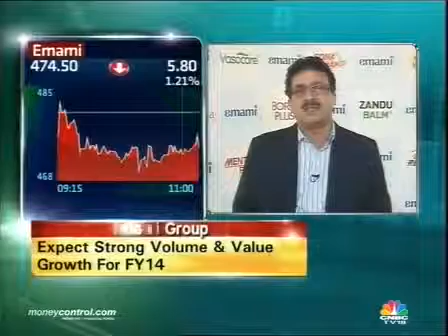 Emami
474.50 5.80
1.21%
485
468
09:15 11:00
vasocare
emami
BOR
PLUS
emami
ZANDU
BALM
emami
emami
Group
Expect Strong Volume & Value
Growth For FY14
moneycontrol.com
CNBC
TV18